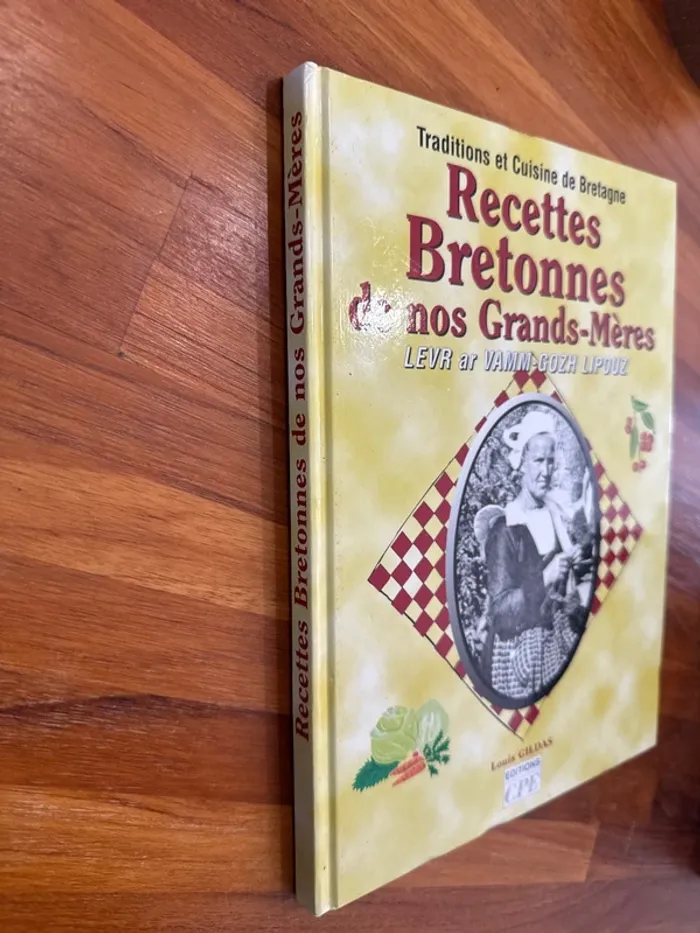 Recettes Bretonnes de nos Grands-Mères
Traditions et Cuisine de Bretagne
Recettes
Bretonnes
de nos Grands-Mères
LEVR ar VAMM-GOZH LIPOUZ
Louis GILDAS
EDITIONS
CPE